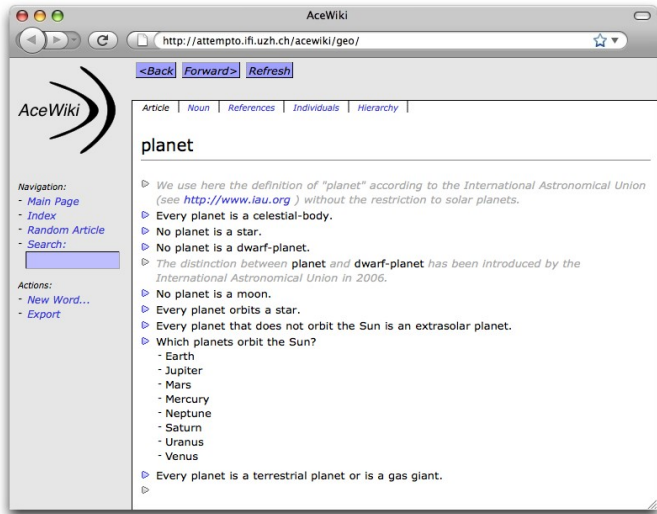 AceWiki
http://attempto.ifi.uzh.ch/acewiki/geo/
<Back Forward> Refresh
AceWiki
Article | Noun | References | Individuals | Hierarchy |
planet
Navigation:
- Main Page
- Index
- Random Article
- Search:
Actions:
- New Word...
- Export
We use here the definition of "planet" according to the International Astronomical Union
(see http://www.iau.org ) without the restriction to solar planets.
Every planet is a celestial-body.
No planet is a star.
No planet is a dwarf-planet.
The distinction between planet and dwarf-planet has been introduced by the
International Astronomical Union in 2006.
No planet is a moon.
Every planet orbits a star.
Every planet that does not orbit the Sun is an extrasolar planet.
Which planets orbit the Sun?
- Earth
- Jupiter
- Mars
- Mercury
- Neptune
- Saturn
- Uranus
- Venus
Every planet is a terrestrial planet or is a gas giant.